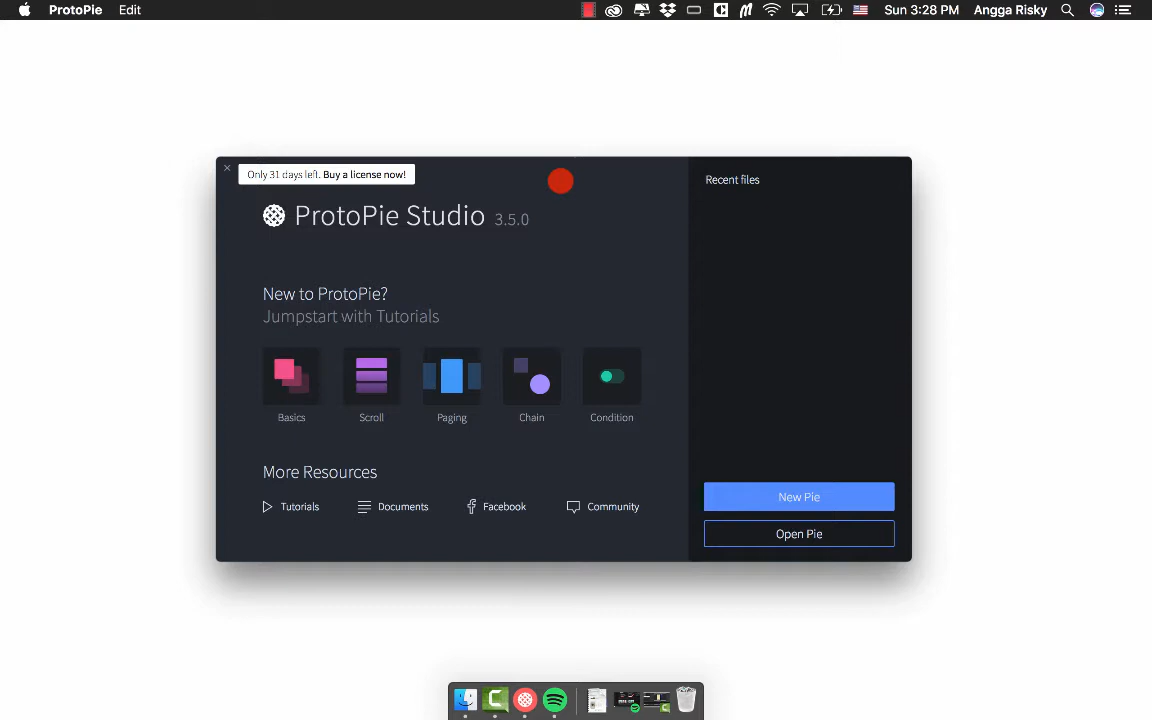 ProtoPie Edit Sun 3:28 PM Angga Risky
Only 31 days left. Buy a license now!
Recent files
ProtoPie Studio 3.5.0
New to ProtoPie?
Jumpstart with Tutorials
Basics Scroll Paging Chain Condition
More Resources
Tutorials Documents Facebook Community
New Pie
Open Pie